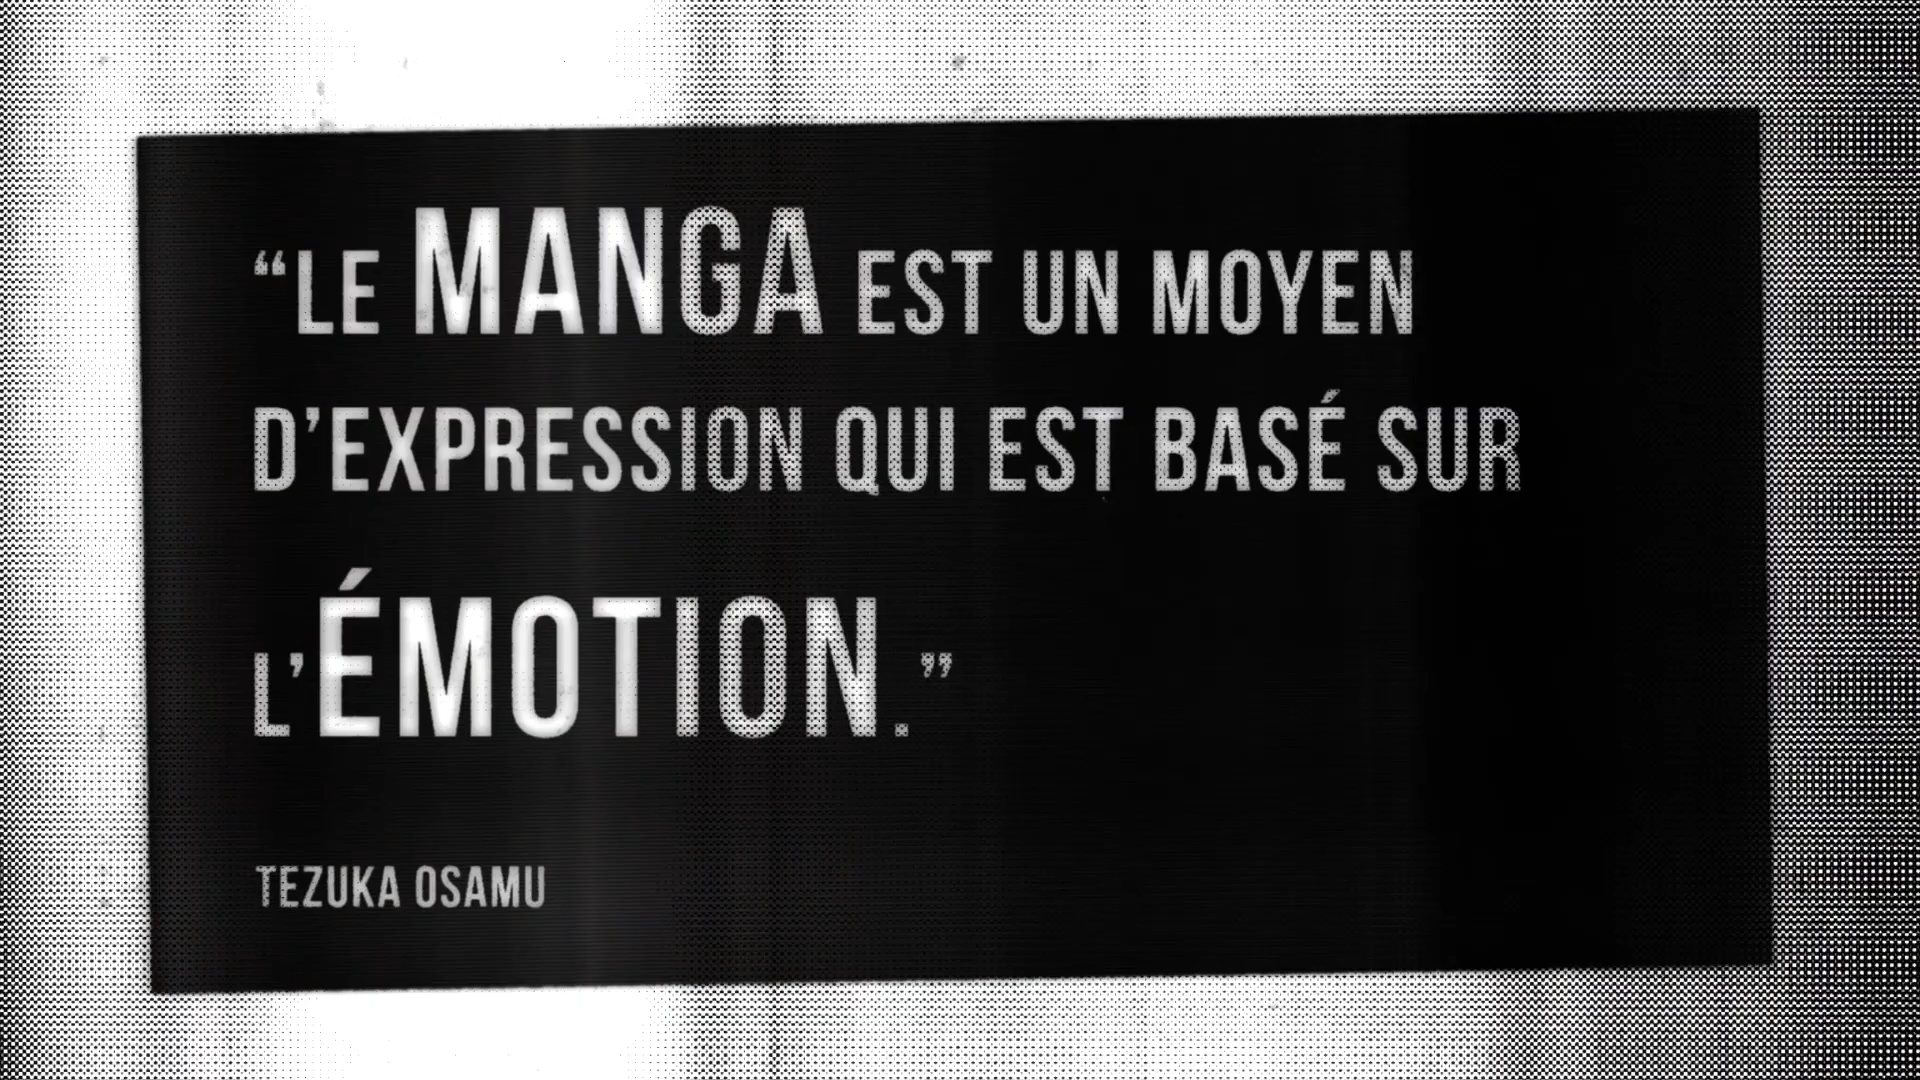 “LE MANGA EST UN MOYEN
D’EXPRESSION QUI EST BASÉ SUR
L’ÉMOTION.”
TEZUKA OSAMU